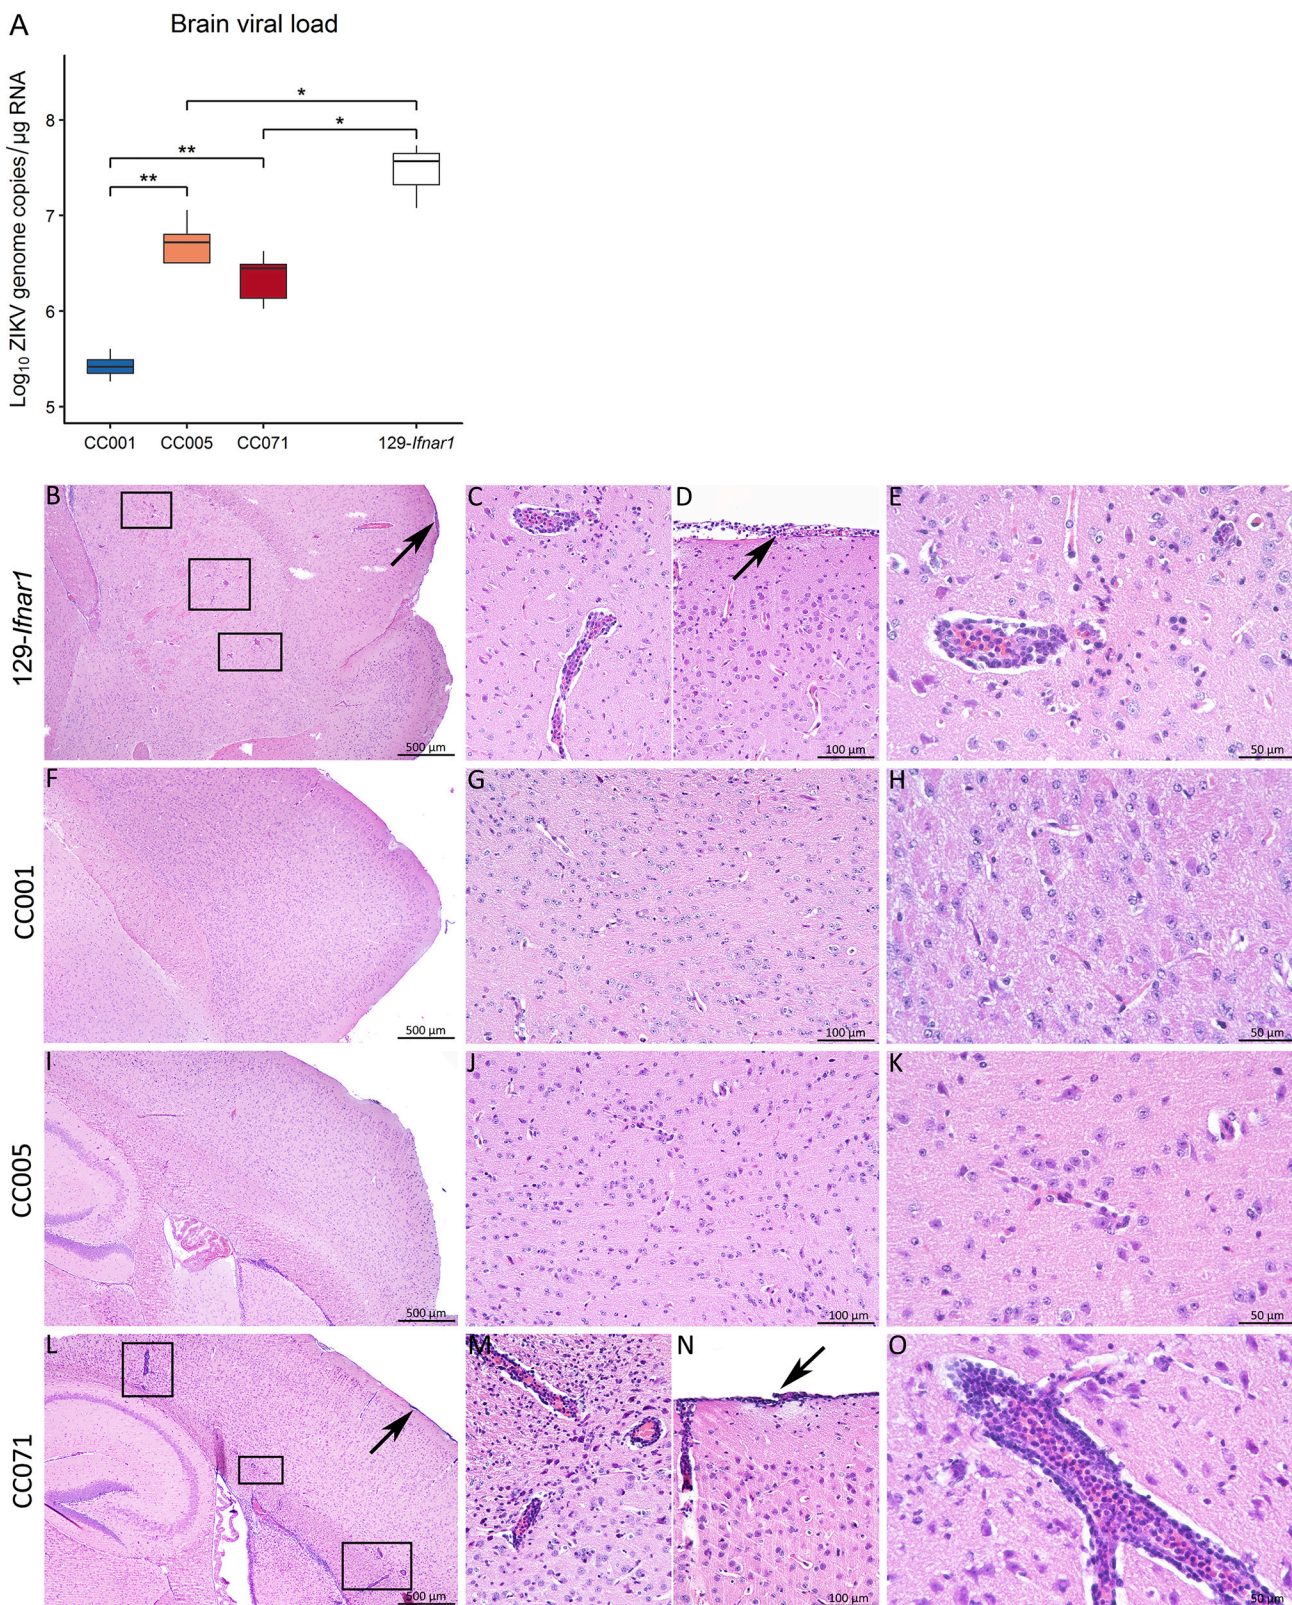 A
Brain viral load
Log10 ZIKV genome copies/µg RNA
8
7
6
5
*
*
**
**
CC001 CC005 CC071 129-Ifnar1
129-Ifnar1
B
500 µm
C
D
100 µm
E
50 µm
CC001
F
500 µm
G
100 µm
H
50 µm
CC005
I
500 µm
J
100 µm
K
50 µm
CC071
L
500 µm
M
N
100 µm
O
50 µm